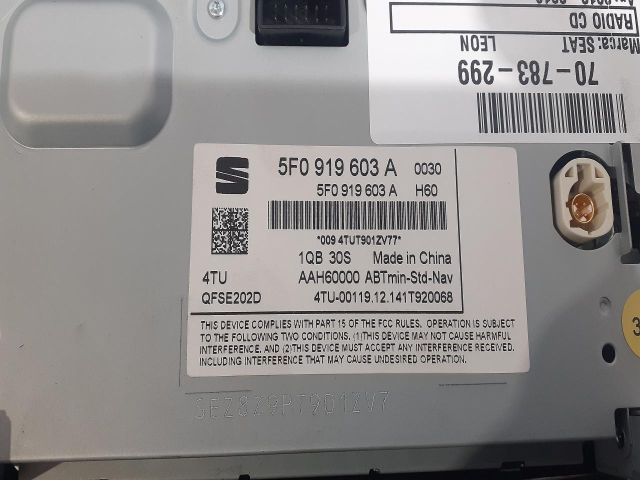 RADIO CD
Marca: SEAT
LEON
70-783-299
5F0 919 603 A 0030
5F0 919 603 A H60
*009 4TUT901ZV77*
1QB 30S Made in China
4TU AAH60000 ABTmin-Std-Nav
QFSE202D 4TU-00119.12.141T920068
THIS DEVICE COMPLIES WITH PART 15 OF THE FCC RULES. OPERATION IS SUBJECT
TO THE FOLLOWING TWO CONDITIONS. (1)THIS DEVICE MAY NOT CAUSE HARMFUL
INTERFERENCE. AND (2)THIS DEVICE MUST ACCEPT ANY INTERFERENCE RECEIVED.
INCLUDING INTERFERENCE THAT MAY CAUSE UNDESIRED OPERATION.
SEZ8Z9PT901ZV7
3